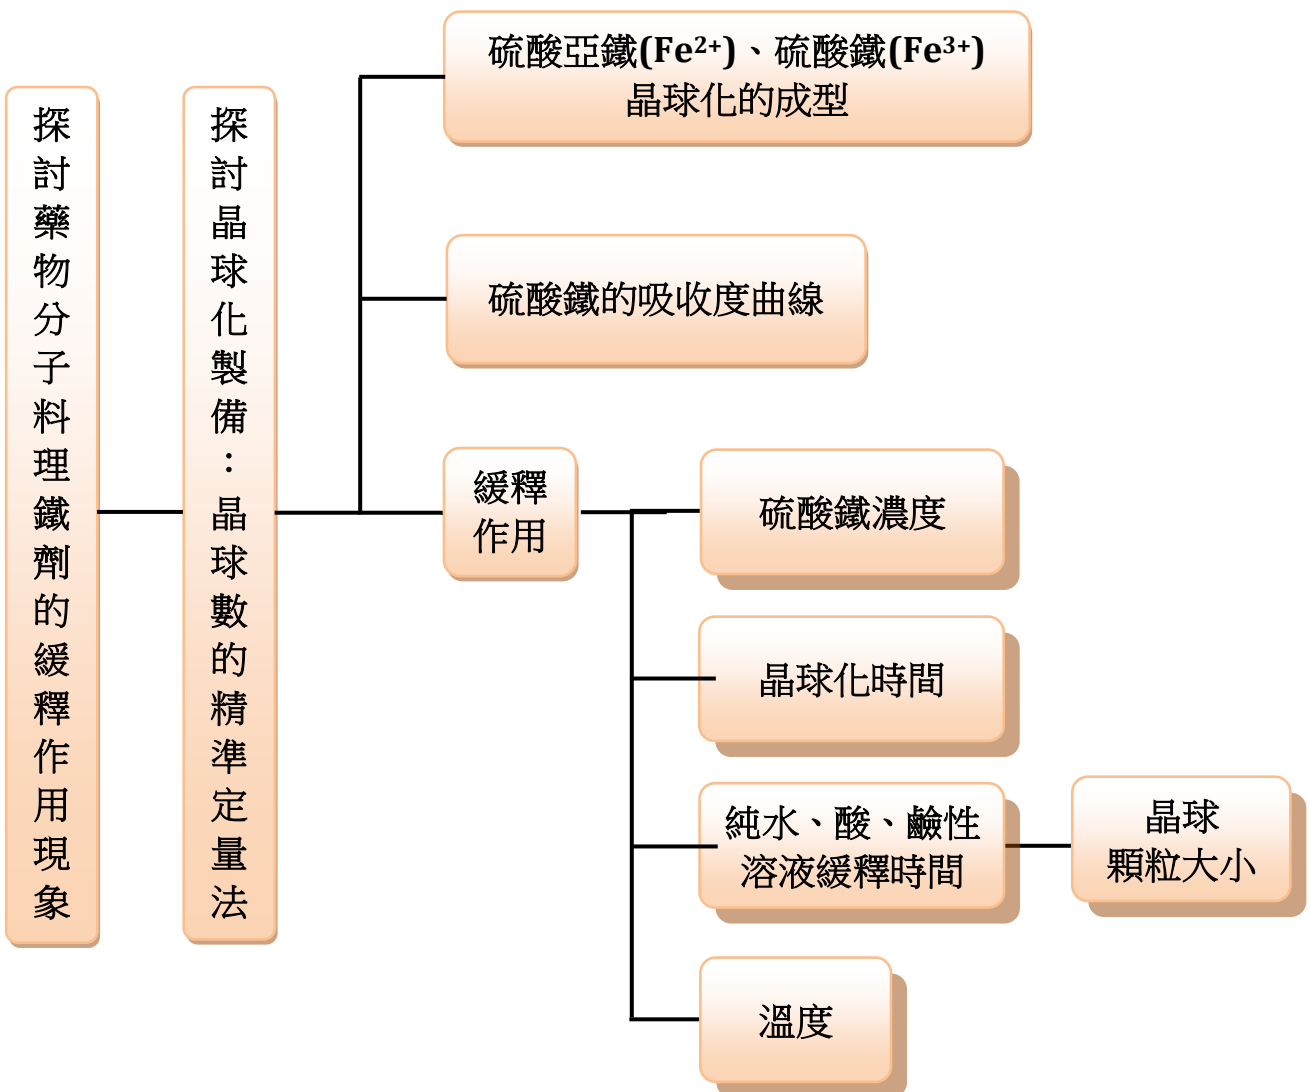 探討藥物分子料理鐵劑的緩釋作用現象
探討晶球化製備：晶球數的精準定量法
硫酸亞鐵(Fe²⁺)、硫酸鐵(Fe³⁺)
晶球化的成型
硫酸鐵的吸收度曲線
緩釋
作用
硫酸鐵濃度
晶球化時間
純水、酸、鹼性
溶液緩釋時間
晶球
顆粒大小
溫度